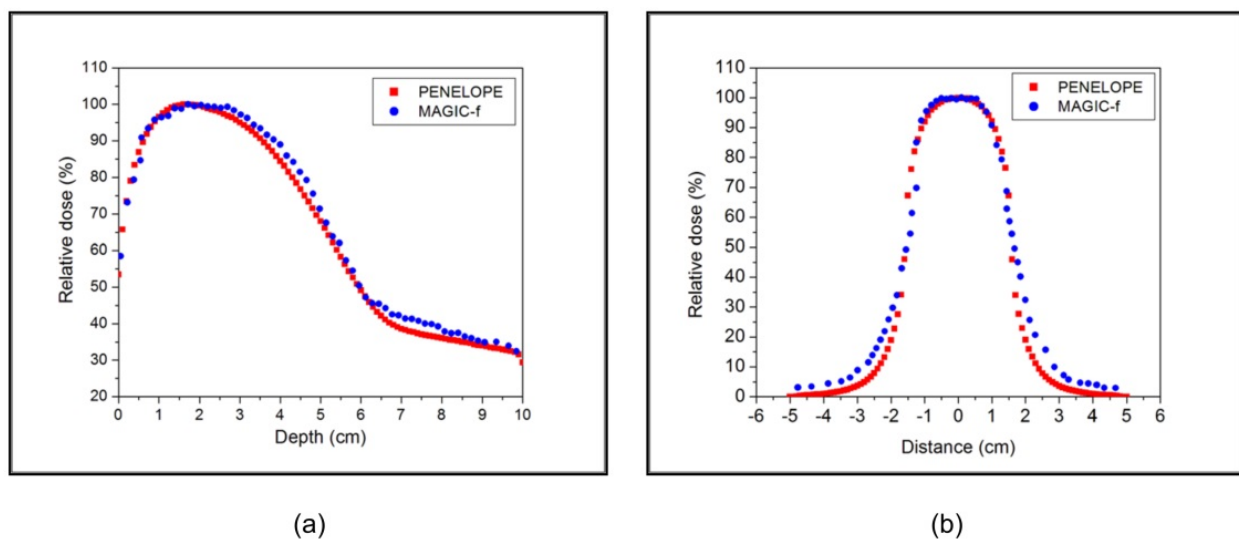 110
100
90
80
70
60
50
40
30
20
0 1 2 3 4 5 6 7 8 9 10
Relative dose (%)
Depth (cm)
PENELOPE
MAGIC-f
(a)
110
100
90
80
70
60
50
40
30
20
10
0
-6 -5 -4 -3 -2 -1 0 1 2 3 4 5 6
Relative dose (%)
Distance (cm)
PENELOPE
MAGIC-f
(b)